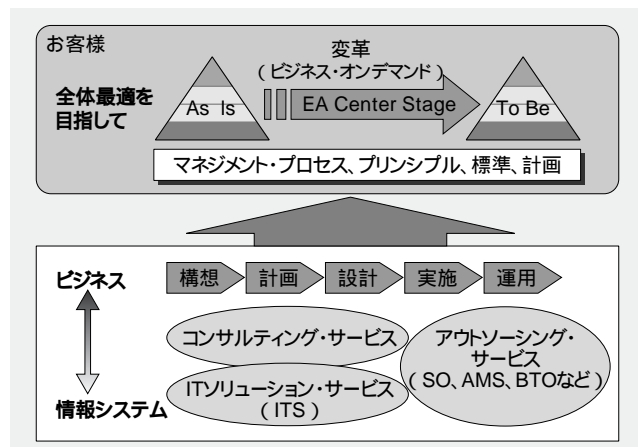 お客様
変革
(ビジネス・オンデマンド)
全体最適を
目指して
As Is
EA Center Stage
To Be
マネジメント・プロセス、プリンシプル、標準、計画
ビジネス
構想
計画
設計
実施
運用
コンサルティング・サービス
アウトソーシング・
サービス
(SO、AMS、BTOなど)
ITソリューション・サービス
(ITS)
情報システム